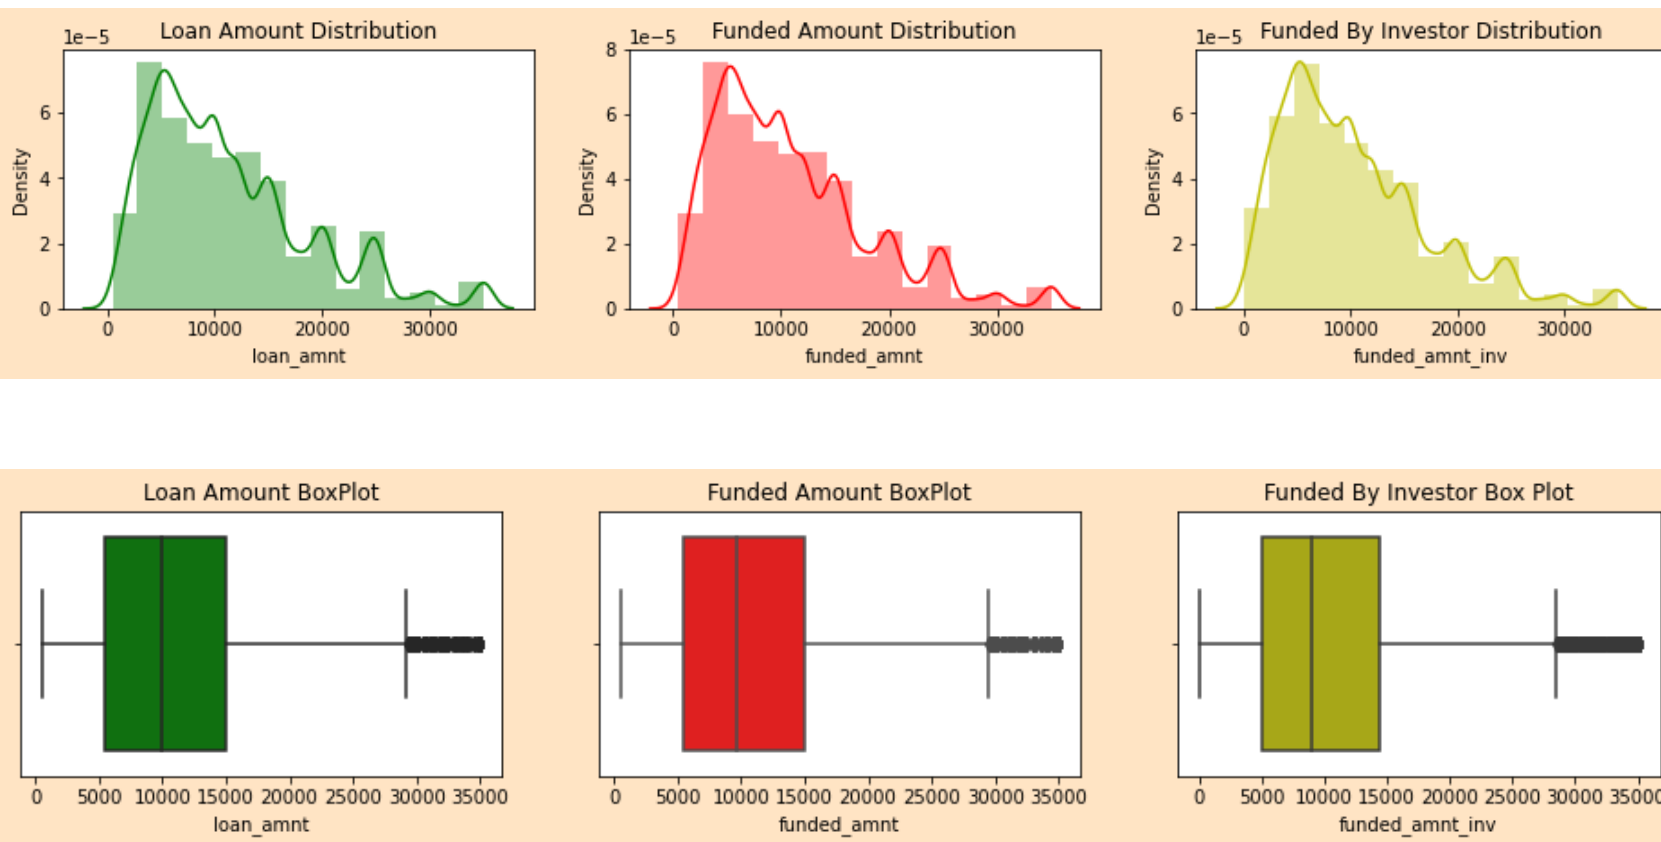 Loan Amount Distribution
1e−5
Density
6
4
2
0
0 10000 20000 30000
loan_amnt
Funded Amount Distribution
1e−5
Density
8
6
4
2
0
0 10000 20000 30000
funded_amnt
Funded By Investor Distribution
1e−5
Density
6
4
2
0
0 10000 20000 30000
funded_amnt_inv
Loan Amount BoxPlot
0 5000 10000 15000 20000 25000 30000 35000
loan_amnt
Funded Amount BoxPlot
0 5000 10000 15000 20000 25000 30000 35000
funded_amnt
Funded By Investor Box Plot
0 5000 10000 15000 20000 25000 30000 35000
funded_amnt_inv